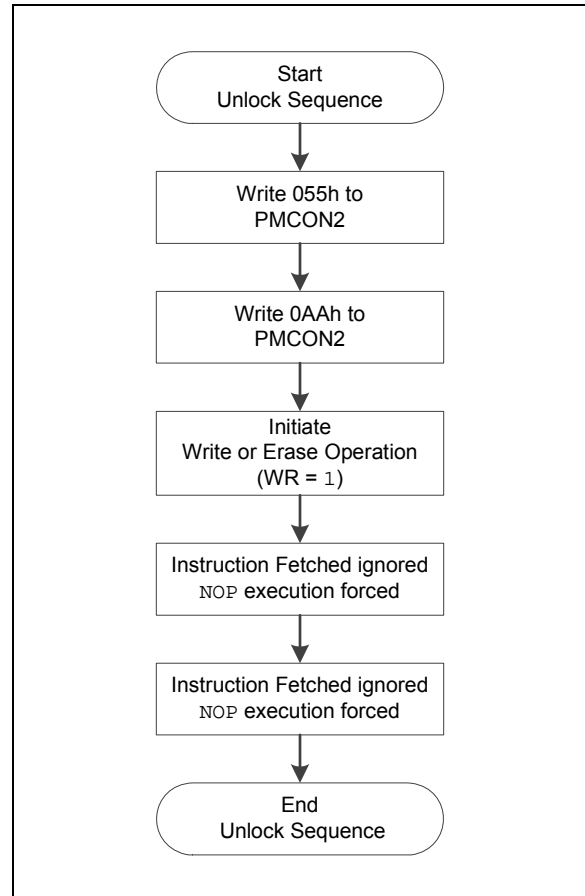 Start
Unlock Sequence
Write 055h to
PMCON2
Write 0AAh to
PMCON2
Initiate
Write or Erase Operation
(WR = 1)
Instruction Fetched ignored
NOP execution forced
Instruction Fetched ignored
NOP execution forced
End
Unlock Sequence